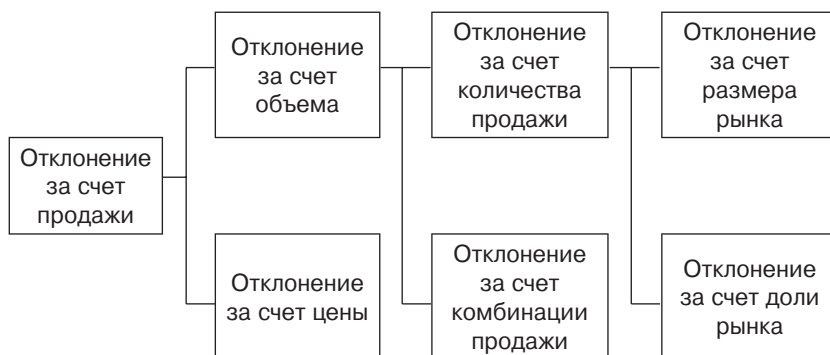 Отклонение
за счет
продажи
Отклонение
за счет
объема
Отклонение
за счет цены
Отклонение
за счет
количества
продажи
Отклонение
за счет
комбинации
продажи
Отклонение
за счет
размера
рынка
Отклонение
за счет доли
рынка